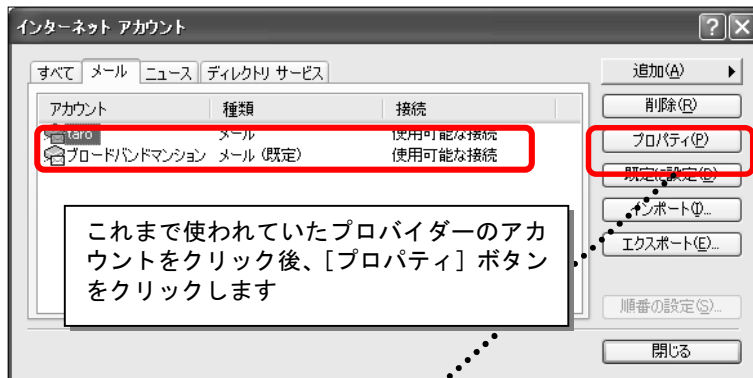 インターネット アカウント
すべて メール ニュース ディレクトリ サービス
アカウント 種類 接続
taro メール 使用可能な接続
ブロードバンドマンション メール (既定) 使用可能な接続
追加(A)
削除(R)
プロパティ(P)
既定に設定(D)
インポート(I)...
エクスポート(E)...
順番の設定(S)...
閉じる
これまで使われていたプロバイダーのアカ
ウントをクリック後、[プロパティ] ボタン
をクリックします